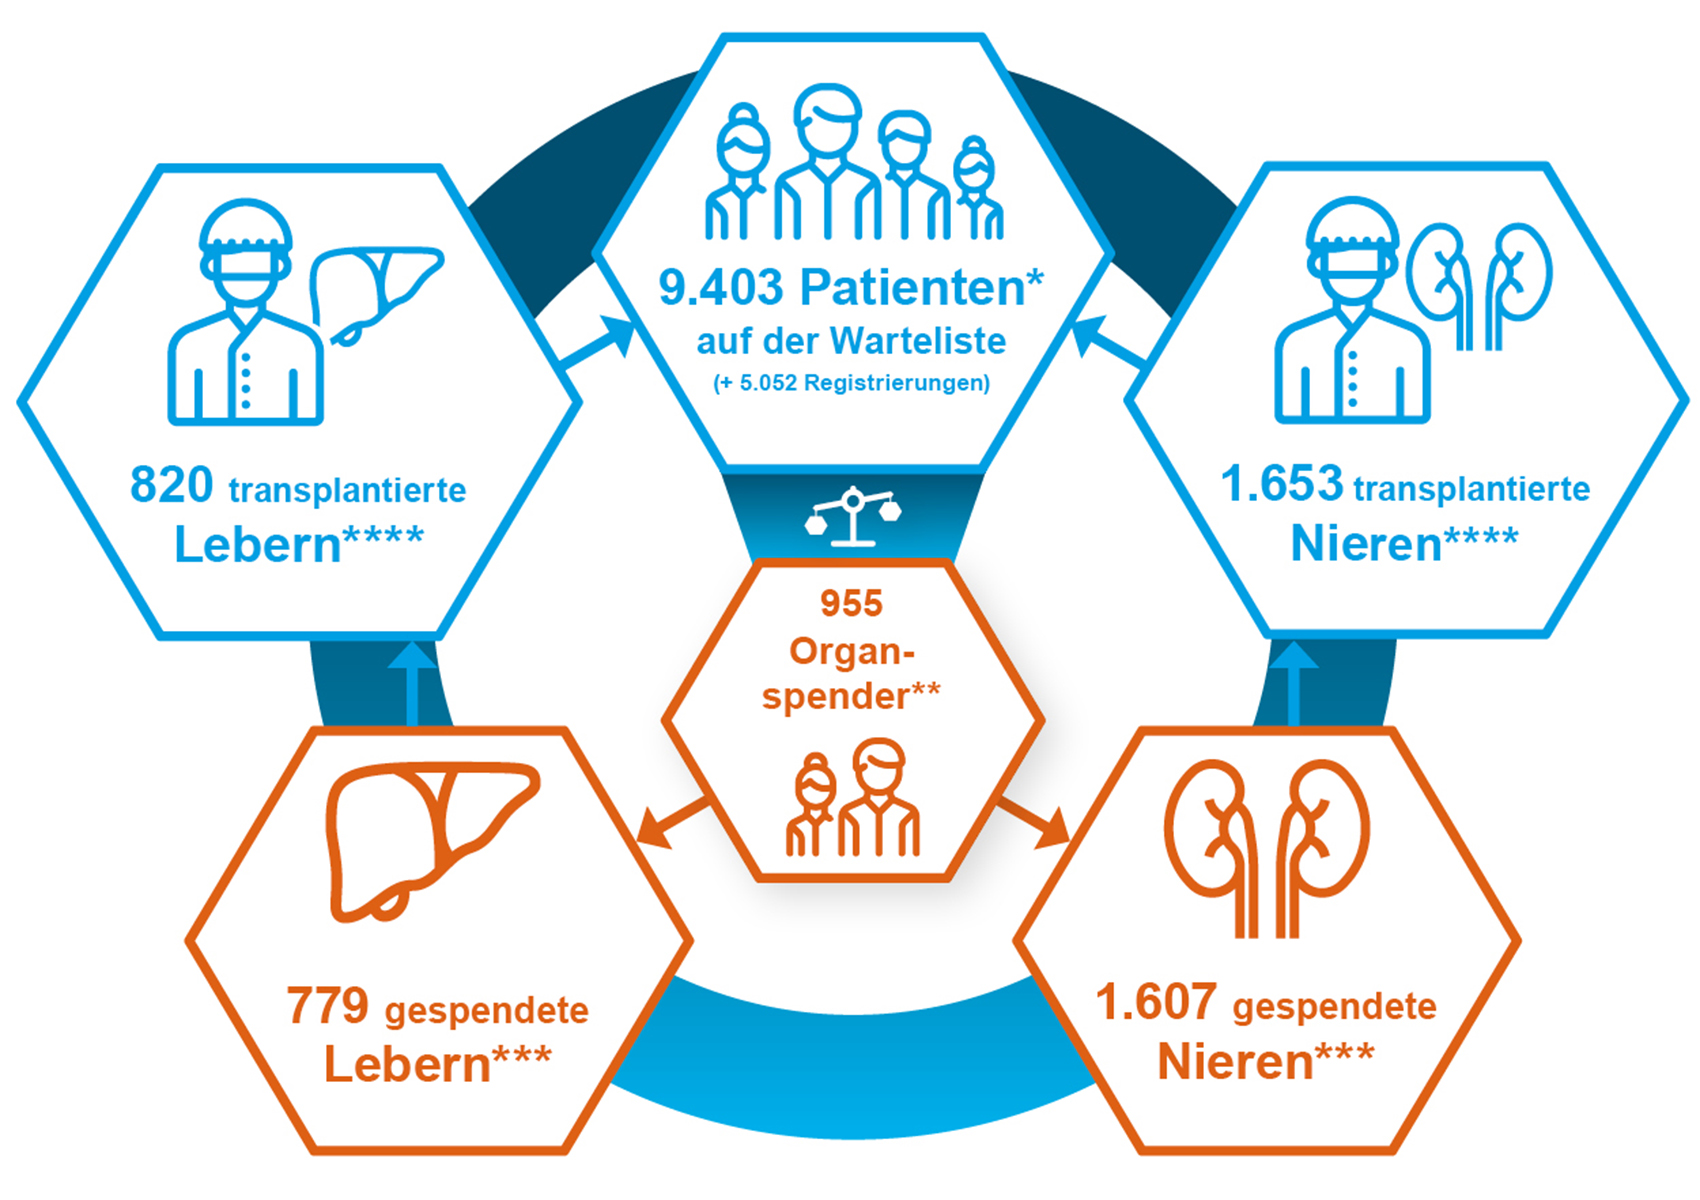 9.403 Patienten*
auf der Warteliste
(+ 5.052 Registrierungen)
820 transplantierte
Lebern****
1.653 transplantierte
Nieren****
955
Organ-
spender**
779 gespendete
Lebern***
1.607 gespendete
Nieren***